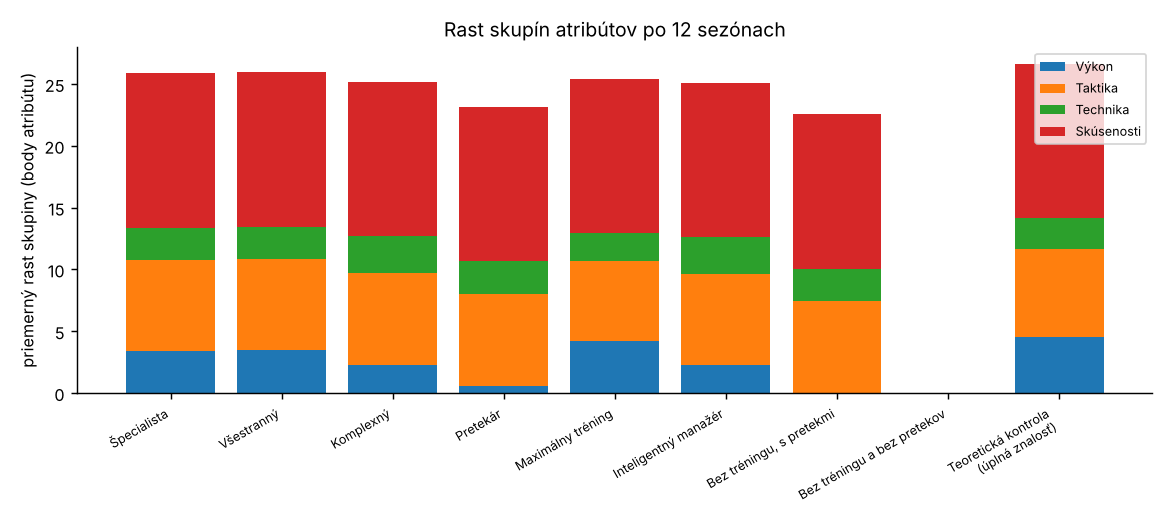 Rast skupín atribútov po 12 sezónach
priemerný rast skupiny (body atribútu)
25
20
15
10
5
0
Výkon
Taktika
Technika
Skúsenosti
Špecialista
Všestranný
Komplexný
Pretekár
Maximálny tréning
Inteligentný manažér
Bez tréningu, s pretekmi
Bez tréningu a bez pretekov
Teoretická kontrola
(úplná znalosť)